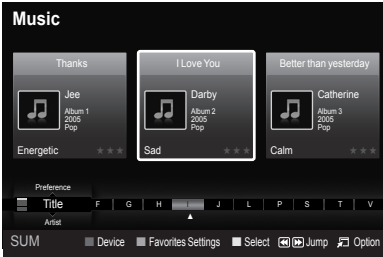 Music
Thanks
Jee
Album 1
2005
Pop
Energetic
I Love You
Darby
Album 2
2005
Pop
Sad
Better than yesterday
Catherine
Album 3
2005
Pop
Calm
Preference
Title
Artist
F G H I J L P S T V
SUM Device Favorites Settings Select Jump Option